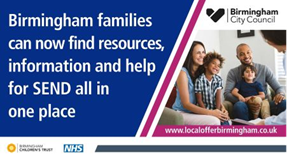 Birmingham families
can now find resources,
information and help
for SEND all in
one place
Birmingham
City Council
www.localofferbirmingham.co.uk
BIRMINGHAM
CHILDREN'S TRUST
NHS